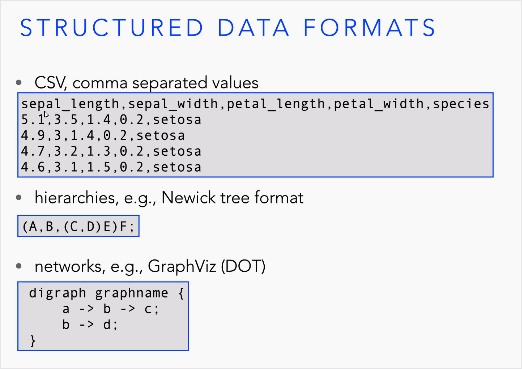 STRUCTURED DATA FORMATS
• CSV, comma separated values
sepal_length,sepal_width,petal_length,petal_width,species
5.1,3.5,1.4,0.2,setosa
4.9,3,1.4,0.2,setosa
4.7,3.2,1.3,0.2,setosa
4.6,3.1,1.5,0.2,setosa
• hierarchies, e.g., Newick tree format
(A,B,(C,D)E)F;
• networks, e.g., GraphViz (DOT)
digraph graphname {
a -> b -> c;
b -> d;
}